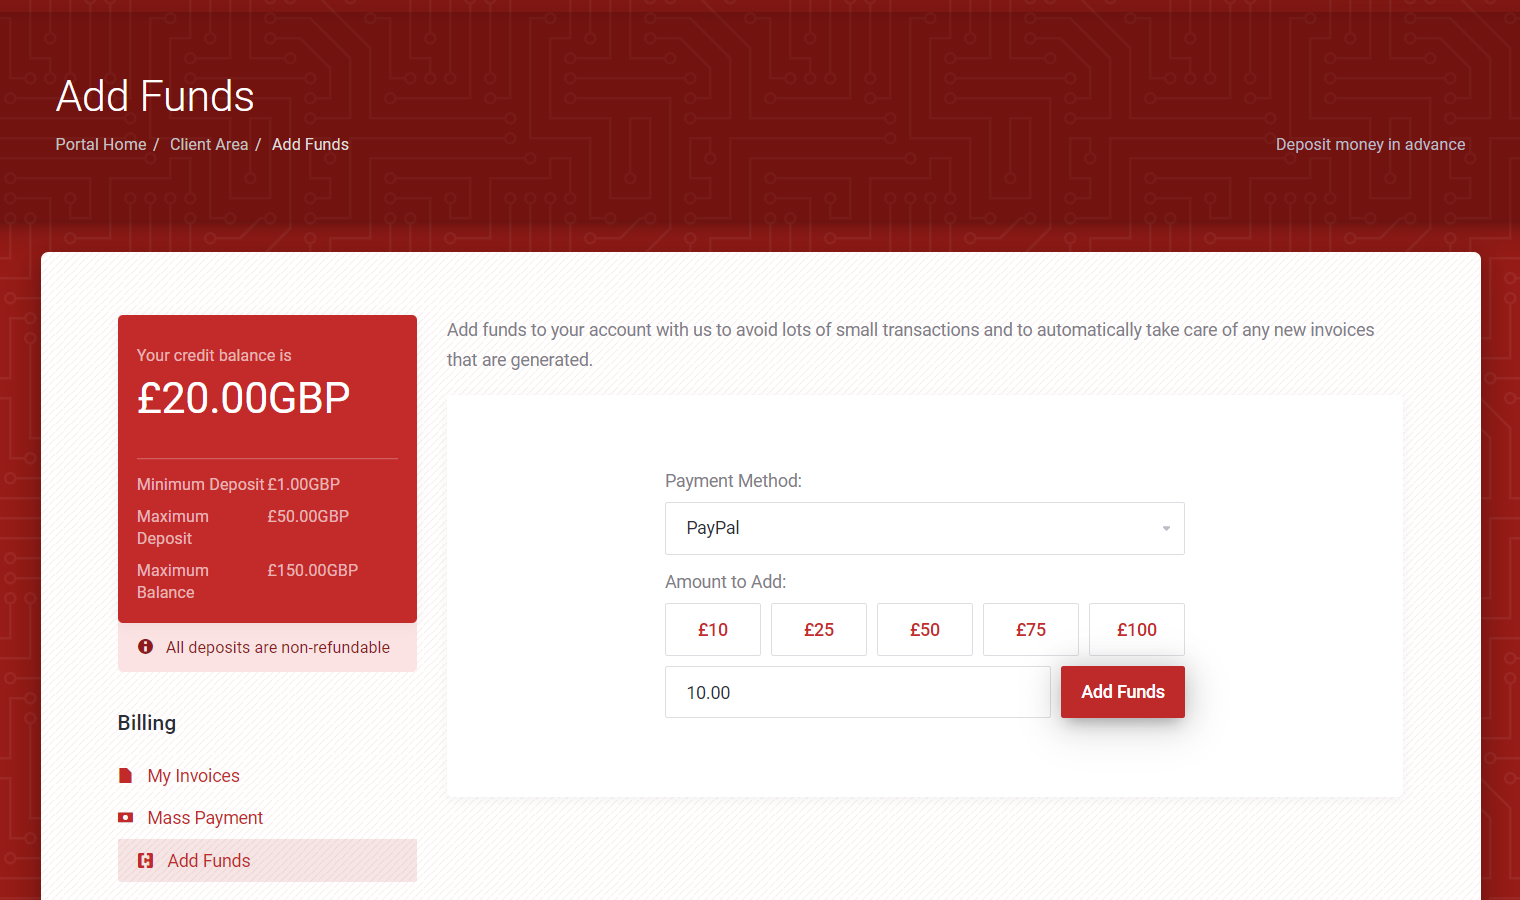 Add Funds
Portal Home / Client Area / Add Funds
Deposit money in advance
Your credit balance is
£20.00GBP
Minimum Deposit £1.00GBP
Maximum Deposit £50.00GBP
Maximum Balance £150.00GBP
All deposits are non-refundable
Billing
My Invoices
Mass Payment
Add Funds
Add funds to your account with us to avoid lots of small transactions and to automatically take care of any new invoices
that are generated.
Payment Method:
PayPal
Amount to Add:
£10 £25 £50 £75 £100
10.00 Add Funds